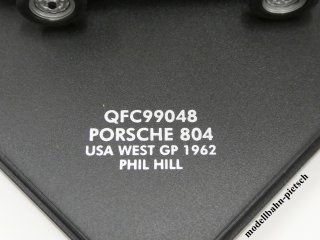 QFC99048
PORSCHE 804
USA WEST GP 1962
PHIL HILL
modellbahn-pietsch